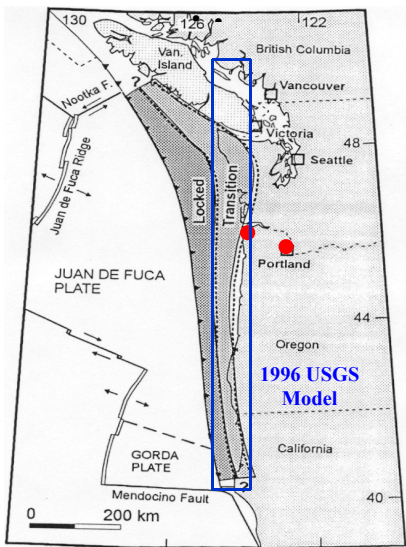 130
126
122
British Columbia
Van.
Island
?
Vancouver
Nootka F.
Victoria
48
Seattle
Juan de Fuca Ridge
Locked
Transition
JUAN DE FUCA
PLATE
Portland
44
Oregon
1996 USGS
Model
California
GORDA
PLATE
?
Mendocino Fault
40
0
200 km